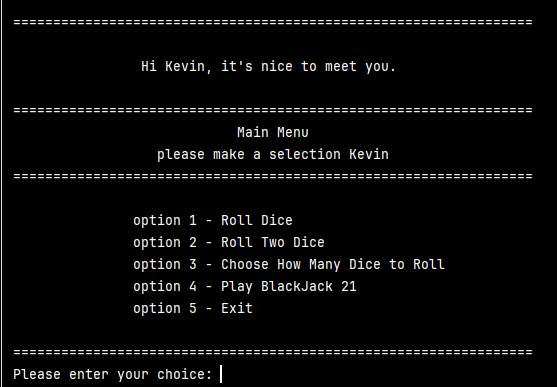 =================================================================
Hi Kevin, it's nice to meet you.
=================================================================
Main Menu
please make a selection Kevin
=================================================================
option 1 - Roll Dice
option 2 - Roll Two Dice
option 3 - Choose How Many Dice to Roll
option 4 - Play BlackJack 21
option 5 - Exit
=================================================================
Please enter your choice: